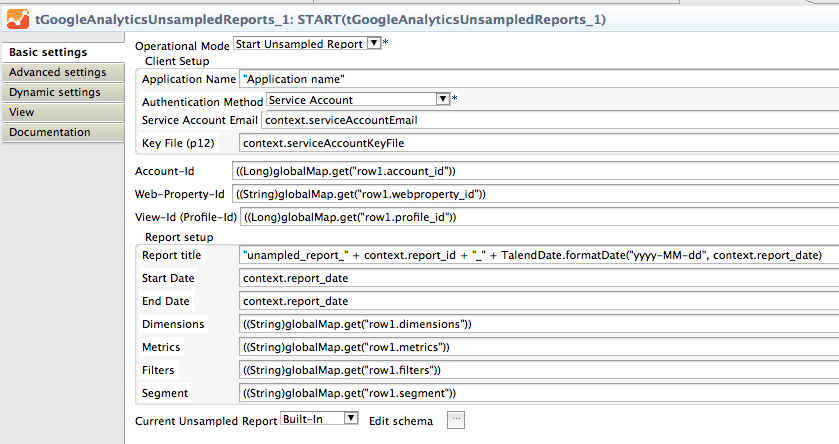 tGoogleAnalyticsUnsampledReports_1: START(tGoogleAnalyticsUnsampledReports_1)
Basic settings
Advanced settings
Dynamic settings
View
Documentation
Operational Mode Start Unsampled Report *
Client Setup
Application Name "Application name"
Authentication Method Service Account *
Service Account Email context.serviceAccountEmail
Key File (p12) context.serviceAccountKeyFile
Account-Id ((Long)globalMap.get("row1.account_id"))
Web-Property-Id ((String)globalMap.get("row1.webproperty_id"))
View-Id (Profile-Id) ((Long)globalMap.get("row1.profile_id"))
Report setup
Report title "unampled_report_" + context.report_id + "_" + TalendDate.formatDate("yyyy-MM-dd", context.report_date)
Start Date context.report_date
End Date context.report_date
Dimensions ((String)globalMap.get("row1.dimensions"))
Metrics ((String)globalMap.get("row1.metrics"))
Filters ((String)globalMap.get("row1.filters"))
Segment ((String)globalMap.get("row1.segment"))
Current Unsampled Report Built-In Edit schema ...